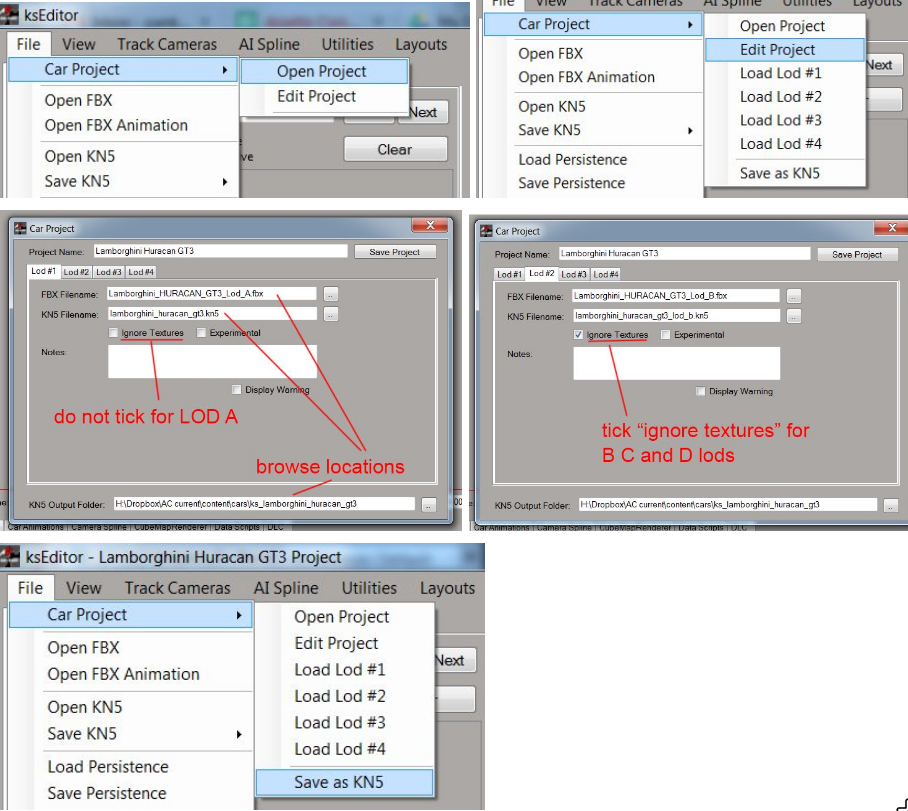 ksEditor
File View Track Cameras AI Spline Utilities Layouts
Car Project
Open Project
Edit Project
Open FBX
Open FBX Animation
Next
ve
Clear
Open KN5
Save KN5
File View Track Cameras AI Spline Utilities Layouts
Car Project
Open Project
Edit Project
Load Lod #1
Load Lod #2
Load Lod #3
Load Lod #4
Save as KN5
Next
Open FBX
Open FBX Animation
Open KN5
Save KN5
Load Persistence
Save Persistence
Car Project
Project Name: Lamborghini Huracan GT3 Save Project
Lod #1 Lod #2 Lod #3 Lod #4
FBX Filename: Lamborghini_HURACAN_GT3_Lod_A.fbx ..
KN5 Filename: lamborghini_huracan_gt3.kn5 ..
Ignore Textures Experimental
Notes:
Display Warning
do not tick for LOD A
browse locations
KN5 Output Folder: H:\Dropbox\AC current\content\cars\ks_lamborghini_huracan_gt3 ..
Car Animations | Camera Spline | CubeMapRenderer | Data Scripts | DLC
Car Project
Project Name: Lamborghini Huracan GT3 Save Project
Lod #1 Lod #2 Lod #3 Lod #4
FBX Filename: Lamborghini_HURACAN_GT3_Lod_B.fbx ..
KN5 Filename: lamborghini_huracan_gt3_lod_b.kn5 ..
Ignore Textures Experimental
Notes:
Display Warning
tick “ignore textures” for
B C and D lods
KN5 Output Folder: H:\Dropbox\AC current\content\cars\ks_lamborghini_huracan_gt3 ..
Car Animations | Camera Spline | CubeMapRenderer | Data Scripts | DLC
ksEditor - Lamborghini Huracan GT3 Project
File View Track Cameras AI Spline Utilities Layouts
Car Project
Open Project
Edit Project
Load Lod #1
Load Lod #2
Load Lod #3
Load Lod #4
Save as KN5
Next
Open FBX
Open FBX Animation
Open KN5
Save KN5
Load Persistence
Save Persistence